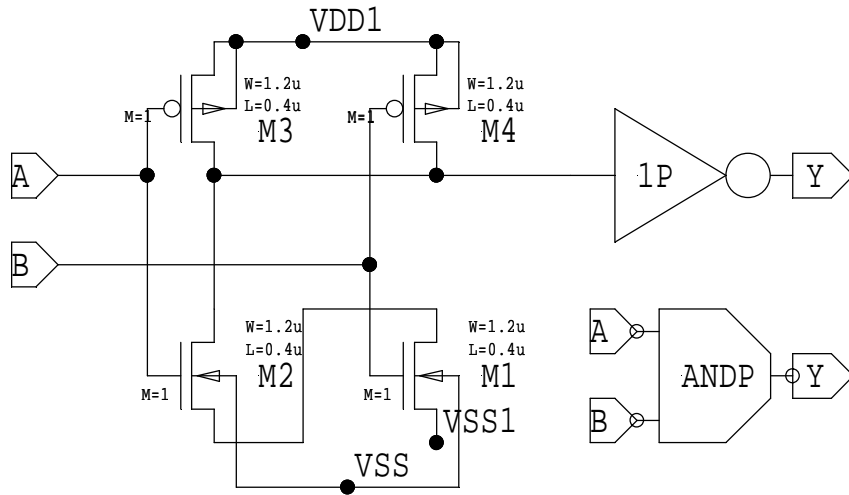 VDD1
W=1.2u
L=0.4u
M=1
M3
W=1.2u
L=0.4u
M=1
M4
A
1P
Y
B
W=1.2u
L=0.4u
M=1
M2
W=1.2u
L=0.4u
M=1
M1
VSS1
VSS
A
B
ANDP
Y